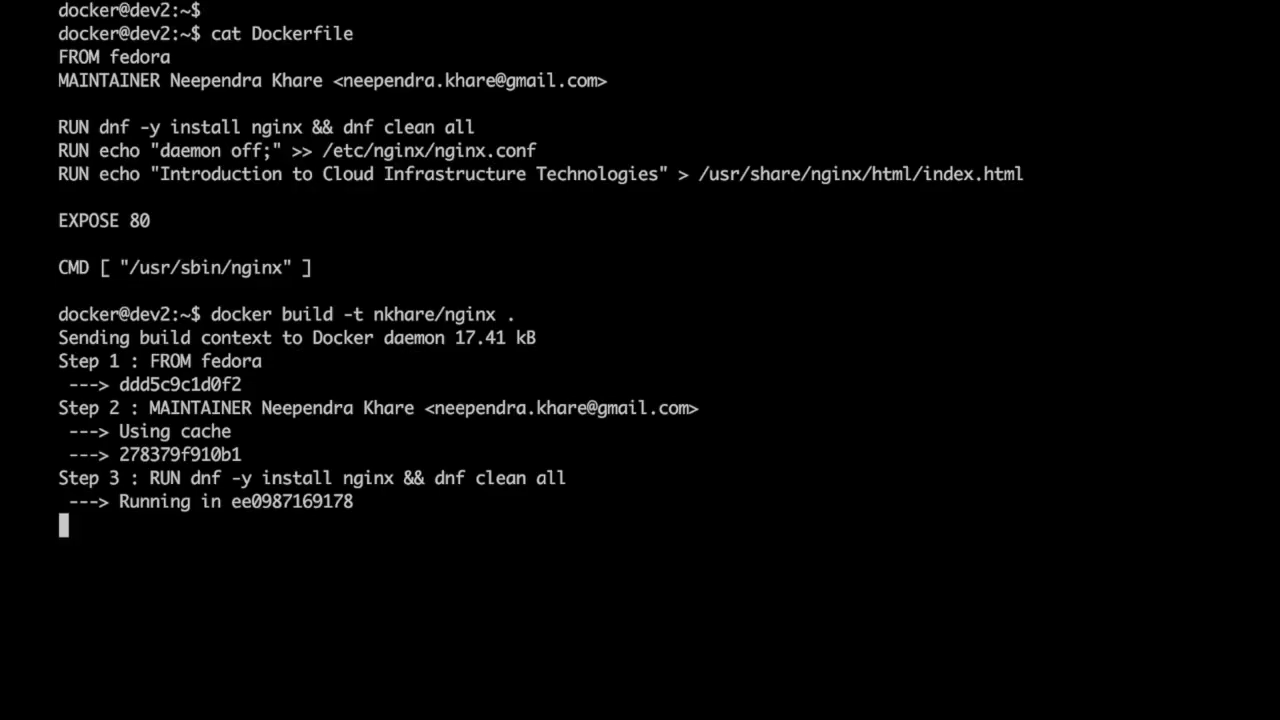 docker@dev2:~$
docker@dev2:~$ cat Dockerfile
FROM fedora
MAINTAINER Neependra Khare <neependra.khare@gmail.com>
RUN dnf -y install nginx && dnf clean all
RUN echo "daemon off;" >> /etc/nginx/nginx.conf
RUN echo "Introduction to Cloud Infrastructure Technologies" > /usr/share/nginx/html/index.html
EXPOSE 80
CMD [ "/usr/sbin/nginx" ]
docker@dev2:~$ docker build -t nkhare/nginx .
Sending build context to Docker daemon 17.41 kB
Step 1 : FROM fedora
---> ddd5c9c1d0f2
Step 2 : MAINTAINER Neependra Khare <neependra.khare@gmail.com>
---> Using cache
---> 278379f910b1
Step 3 : RUN dnf -y install nginx && dnf clean all
---> Running in ee0987169178